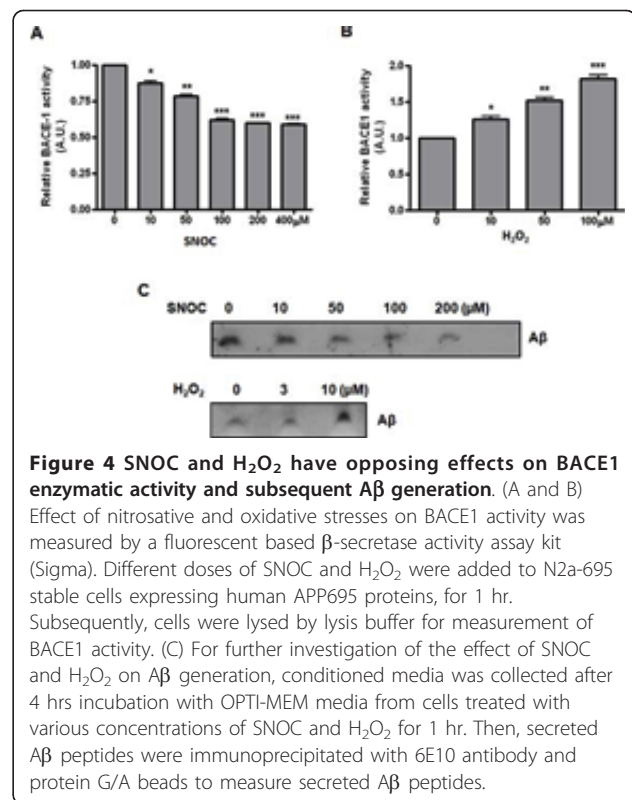 A
B
Relative BACE-1 activity
(A.U.)
1.00
0.75
0.50
0.25
0.00
*
**
***
***
***
0 10 50 100 200 400µM
SNOC
Relative BACE1 activity
(A.U.)
2.0
1.5
1.0
0.5
0.0
*
**
***
0 10 50 100µM
H₂O₂
C
SNOC 0 10 50 100 200 (µM)
Aβ
H₂O₂ 0 3 10 (µM)
Aβ
Figure 4 SNOC and H₂O₂ have opposing effects on BACE1
enzymatic activity and subsequent Aβ generation. (A and B)
Effect of nitrosative and oxidative stresses on BACE1 activity was
measured by a fluorescent based β-secretase activity assay kit
(Sigma). Different doses of SNOC and H₂O₂ were added to N2a-695
stable cells expressing human APP695 proteins, for 1 hr.
Subsequently, cells were lysed by lysis buffer for measurement of
BACE1 activity. (C) For further investigation of the effect of SNOC
and H₂O₂ on Aβ generation, conditioned media was collected after
4 hrs incubation with OPTI-MEM media from cells treated with
various concentrations of SNOC and H₂O₂ for 1 hr. Then, secreted
Aβ peptides were immunoprecipitated with 6E10 antibody and
protein G/A beads to measure secreted Aβ peptides.